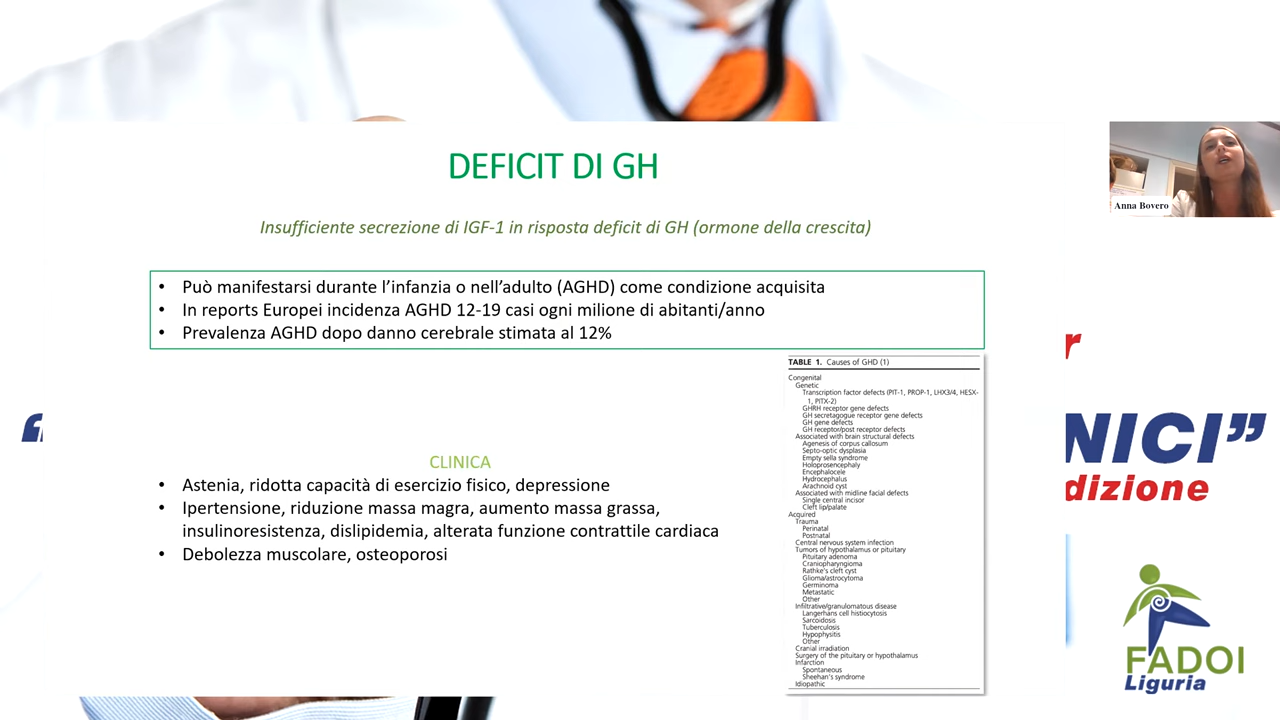 DEFICIT DI GH
Anna Bovero
Insufficiente secrezione di IGF-1 in risposta deficit di GH (ormone della crescita)
• Può manifestarsi durante l'infanzia o nell'adulto (AGHD) come condizione acquisita
• In reports Europei incidenza AGHD 12-19 casi ogni milione di abitanti/anno
• Prevalenza AGHD dopo danno cerebrale stimata al 12%
CLINICA
• Astenia, ridotta capacità di esercizio fisico, depressione
• Ipertensione, riduzione massa magra, aumento massa grassa,
insulinoresistenza, dislipidemia, alterata funzione contrattile cardiaca
• Debolezza muscolare, osteoporosi
TABLE 1. Causes of GHD (1)
Congenital
Genetic
Transcription factor defects (PIT-1, PROP-1, LHX3/4, HESX-
1, PITX-2)
GHRH receptor gene defects
GH secretagogue receptor gene defects
GH gene defects
GH receptor/post receptor defects
Associated with brain structural defects
Agenesis of corpus callosum
Septo-optic dysplasia
Empty sella syndrome
Holoprosencephaly
Encephalocele
Hydrocephalus
Arachnoid cyst
Associated with midline facial defects
Single central incisor
Cleft lip/palate
Acquired
Trauma
Perinatal
Postnatal
Central nervous system infection
Tumors of hypothalamus or pituitary
Pituitary adenoma
Craniopharyngioma
Rathke's cleft cyst
Glioma/astrocytoma
Germinoma
Metastatic
Other
Infiltrative/granulomatous disease
Langerhans cell histiocytosis
Sarcoidosis
Tuberculosis
Hypophysitis
Other
Cranial irradiation
Surgery of the pituitary or hypothalamus
Infarction
Spontaneous
Sheehan's syndrome
Idiopathic
r
“ NICI”
dizione
FADOI
Liguria